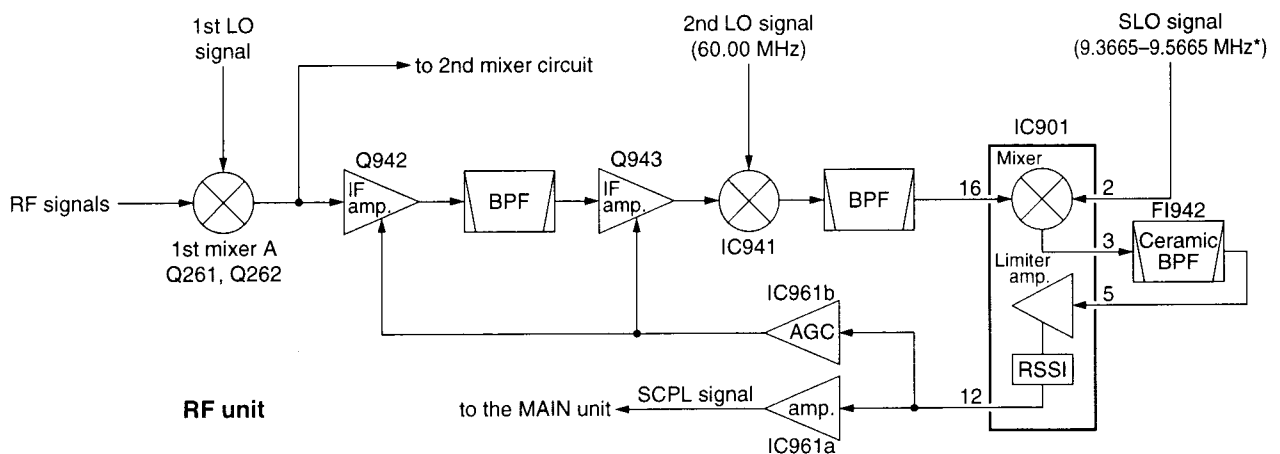 1st LO
signal
2nd LO signal
(60.00 MHz)
SLO signal
(9.3665–9.5665 MHz*)
to 2nd mixer circuit
IC901
Mixer
Q942
Q943
RF signals
IF
amp.
BPF
IF
amp.
BPF
16
2
1st mixer A
Q261, Q262
IC941
FI942
3
Ceramic
BPF
Limiter
amp.
5
IC961b
AGC
RSSI
RF unit
to the MAIN unit
SCPL signal
amp.
12
IC961a